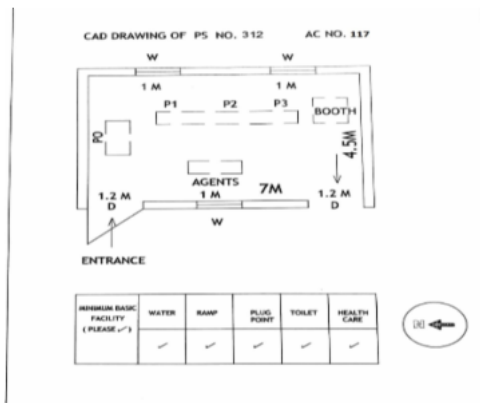 CAD DRAWING OF PS NO. 312 AC NO. 117
W W
1 M 1 M
P1 P2 P3
BOOTH
PO
4.5M
AGENTS
1.2 M 1 M 7M 1.2 M
D D
W
ENTRANCE
MINIMUM BASIC FACILITY ( PLEASE ✓ ) WATER RAMP PLUG POINT TOILET HEALTH CARE
✓ ✓ ✓ ✓ ✓